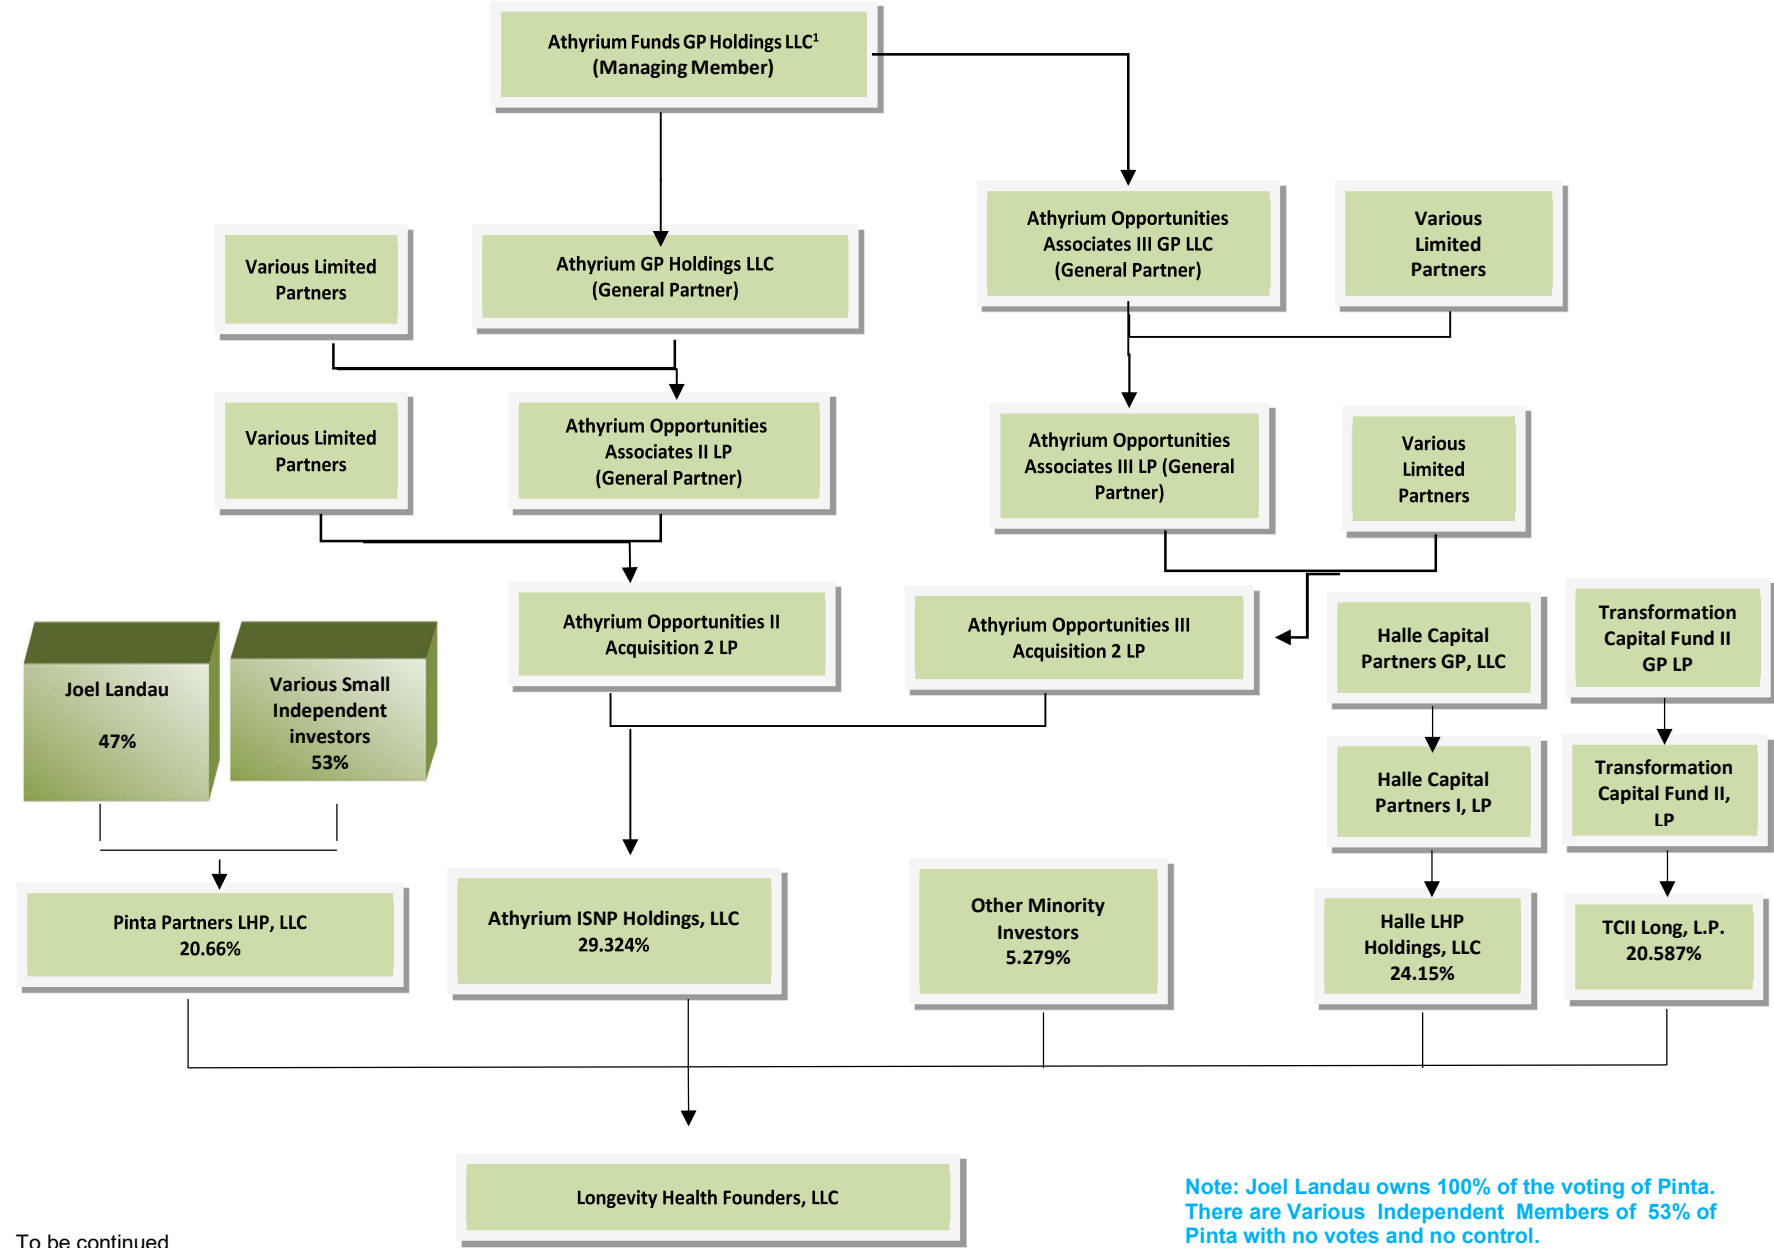 Athyrium Funds GP Holdings LLC1
(Managing Member)
Athyrium Opportunities
Associates III GP LLC
(General Partner)
Various
Limited
Partners
Various Limited
Partners
Athyrium GP Holdings LLC
(General Partner)
Various Limited
Partners
Athyrium Opportunities
Associates II LP
(General Partner)
Athyrium Opportunities
Associates III LP (General
Partner)
Various
Limited
Partners
Joel Landau
47%
Various Small
Independent
investors
53%
Athyrium Opportunities II
Acquisition 2 LP
Athyrium Opportunities III
Acquisition 2 LP
Halle Capital
Partners GP, LLC
Transformation
Capital Fund II
GP LP
Halle Capital
Partners I, LP
Transformation
Capital Fund II,
LP
Pinta Partners LHP, LLC
20.66%
Athyrium ISNP Holdings, LLC
29.324%
Other Minority
Investors
5.279%
Halle LHP
Holdings, LLC
24.15%
TCII Long, L.P.
20.587%
Longevity Health Founders, LLC
Note: Joel Landau owns 100% of the voting of Pinta.
There are Various Independent Members of 53% of
Pinta with no votes and no control.
To be continued